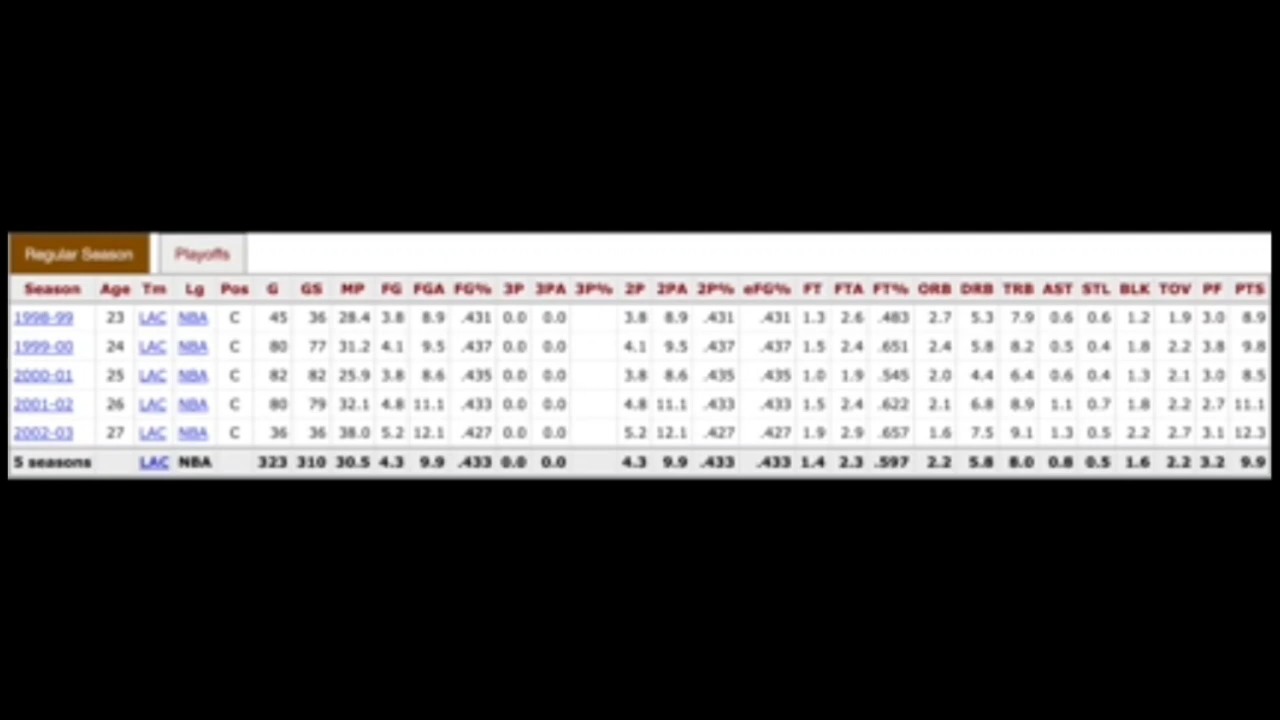 Regular Season Playoffs
Season Age Tm Lg Pos G GS MP FG FGA FG% 3P 3PA 3P% 2P 2PA 2P% eFG% FT FTA FT% ORB DRB TRB AST STL BLK TOV PF PTS
1998-99 23 LAC NBA C 45 36 28.4 3.8 8.9 .431 0.0 0.0 3.8 8.9 .431 .431 1.3 2.6 .483 2.7 5.3 7.9 0.6 0.6 1.2 1.9 3.0 8.9
1999-00 24 LAC NBA C 80 77 31.2 4.1 9.5 .437 0.0 0.0 4.1 9.5 .437 .437 1.5 2.4 .651 2.4 5.8 8.2 0.5 0.4 1.8 2.2 3.8 9.8
2000-01 25 LAC NBA C 82 82 25.9 3.8 8.6 .435 0.0 0.0 3.8 8.6 .435 .435 1.0 1.9 .545 2.0 4.4 6.4 0.6 0.4 1.3 2.1 3.0 8.5
2001-02 26 LAC NBA C 80 79 32.1 4.8 11.1 .433 0.0 0.0 4.8 11.1 .433 .433 1.5 2.4 .622 2.1 6.8 8.9 1.1 0.7 1.8 2.2 2.7 11.1
2002-03 27 LAC NBA C 36 36 38.0 5.2 12.1 .427 0.0 0.0 5.2 12.1 .427 .427 1.9 2.9 .657 1.6 7.5 9.1 1.3 0.5 2.2 2.7 3.1 12.3
5 seasons LAC NBA 323 310 30.5 4.3 9.9 .433 0.0 0.0 4.3 9.9 .433 .433 1.4 2.3 .597 2.2 5.8 8.0 0.8 0.5 1.6 2.2 3.2 9.9